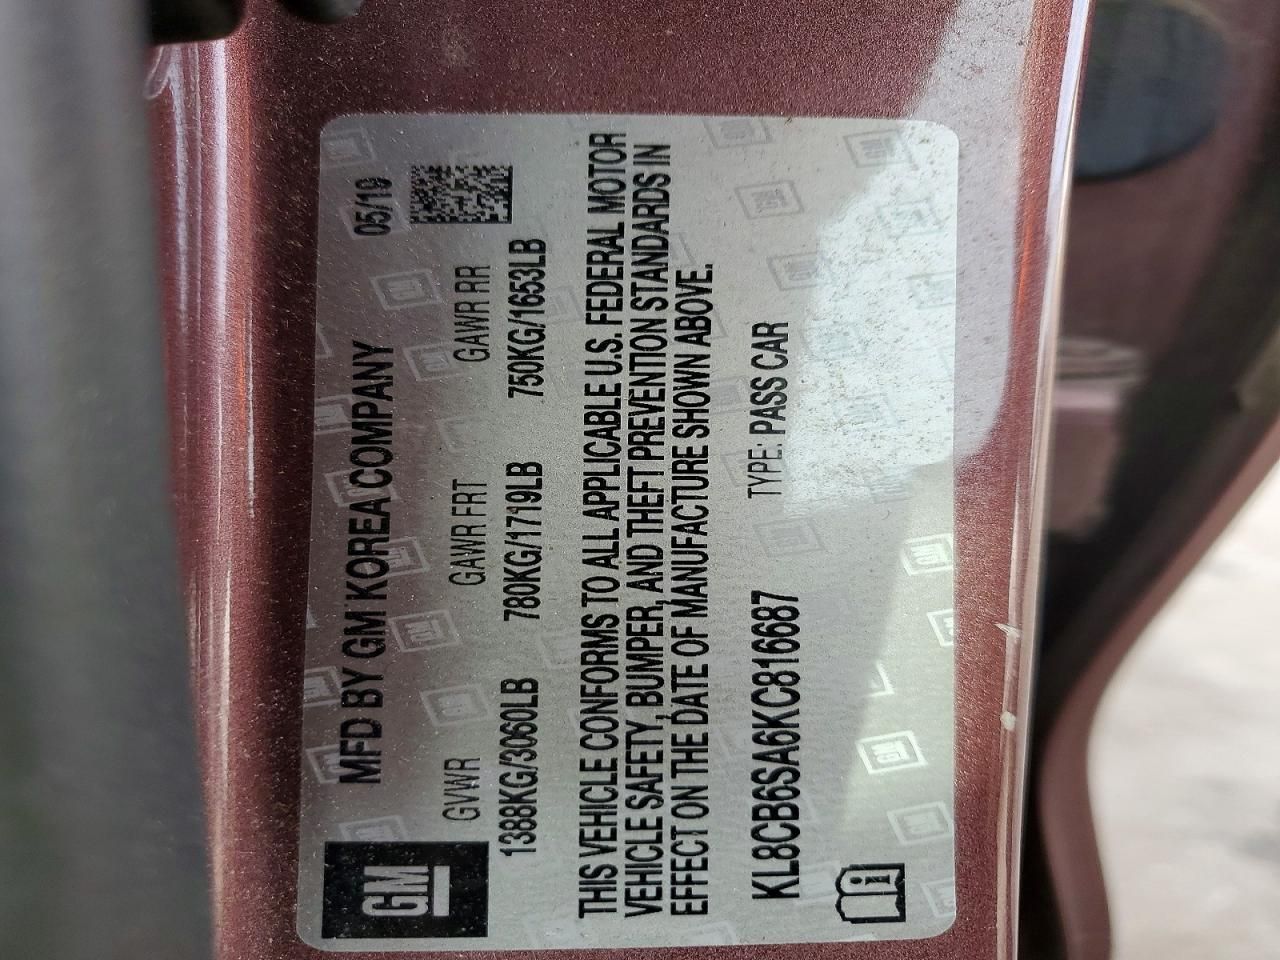 MFD BY GM KOREA COMPANY 05/19
GM
GVWR GAWR FRT GAWR RR
1388KG/3060LB 780KG/1719LB 750KG/1653LB
THIS VEHICLE CONFORMS TO ALL APPLICABLE U.S. FEDERAL MOTOR
VEHICLE SAFETY, BUMPER, AND THEFT PREVENTION STANDARDS IN
EFFECT ON THE DATE OF MANUFACTURE SHOWN ABOVE.
KL8CB6SA6KC816687 TYPE: PASS CAR